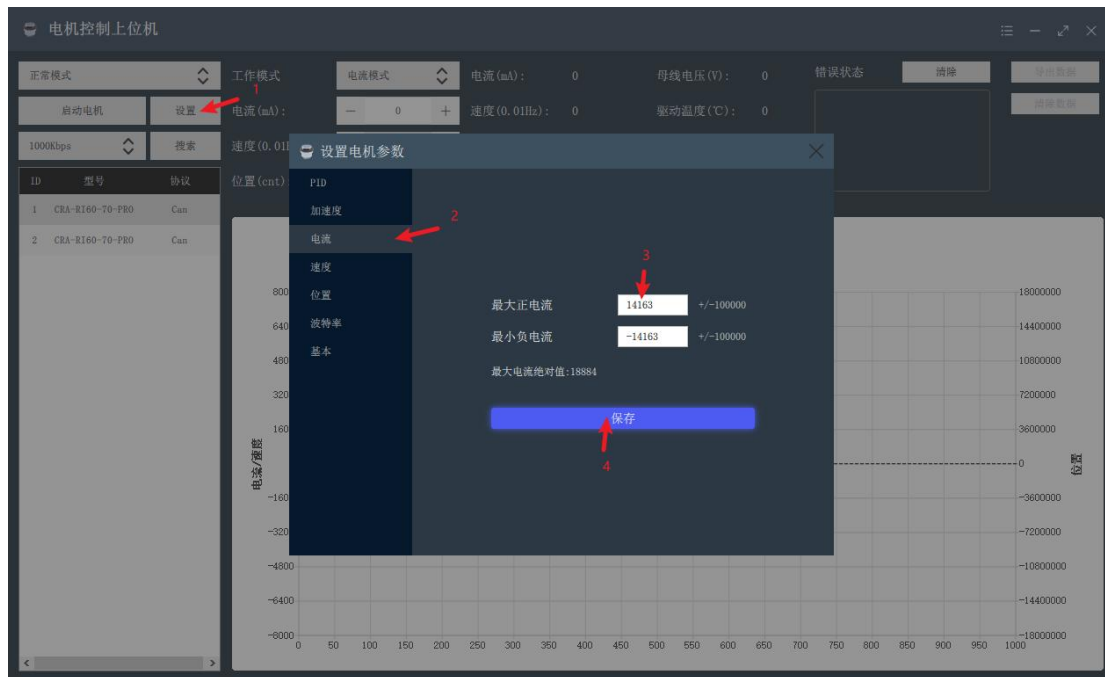 电机控制上位机
正常模式
工作模式
电流模式
电流(mA): 0
母线电压(V): 0
错误状态
清除
导出数据
1
启动电机
设置
电流(mA):
— 0 +
速度(0.01Hz): 0
驱动温度(℃): 0
清除数据
1000Kbps
搜索
速度(0.01
位置(cnt)
ID 型号 协议
1 CRA-RI60-70-PRO Can
2 CRA-RI60-70-PRO Can
设置电机参数
PID
加速度
电流
速度
位置
波特率
基本
2
3
最大正电流 14163 +/-100000
最小负电流 -14163 +/-100000
最大电流绝对值:18884
保存
4
电流/速度
800
640
480
320
160
-160
-320
-4800
-6400
-8000
0 50 100 150 200 250 300 350 400 450 500 550 600 650 700 750 800 850 900 950 1000
18000000
14400000
10800000
7200000
3600000
0
-3600000
-7200000
-10800000
-14400000
-18000000
位置